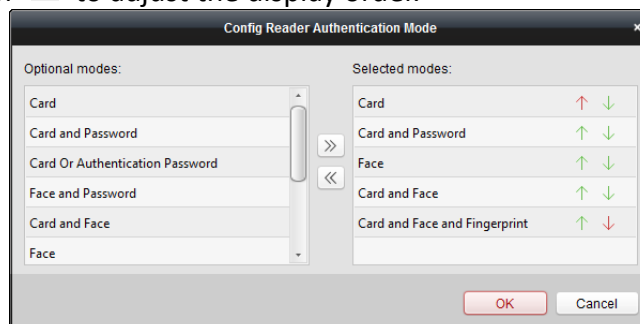 to adjust the display order.
Config Reader Authentication Mode
Optional modes:
Selected modes:
Card
Card and Password
Card Or Authentication Password
Face and Password
Card and Face
Face
Card
Card and Password
Face
Card and Face
Card and Face and Fingerprint
OK
Cancel